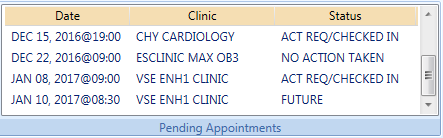 Date Clinic Status
DEC 15, 2016@19:00 CHY CARDIOLOGY ACT REQ/CHECKED IN
DEC 22, 2016@09:00 ESCLINIC MAX OB3 NO ACTION TAKEN
JAN 08, 2017@09:00 VSE ENH1 CLINIC ACT REQ/CHECKED IN
JAN 10, 2017@08:30 VSE ENH1 CLINIC FUTURE
Pending Appointments